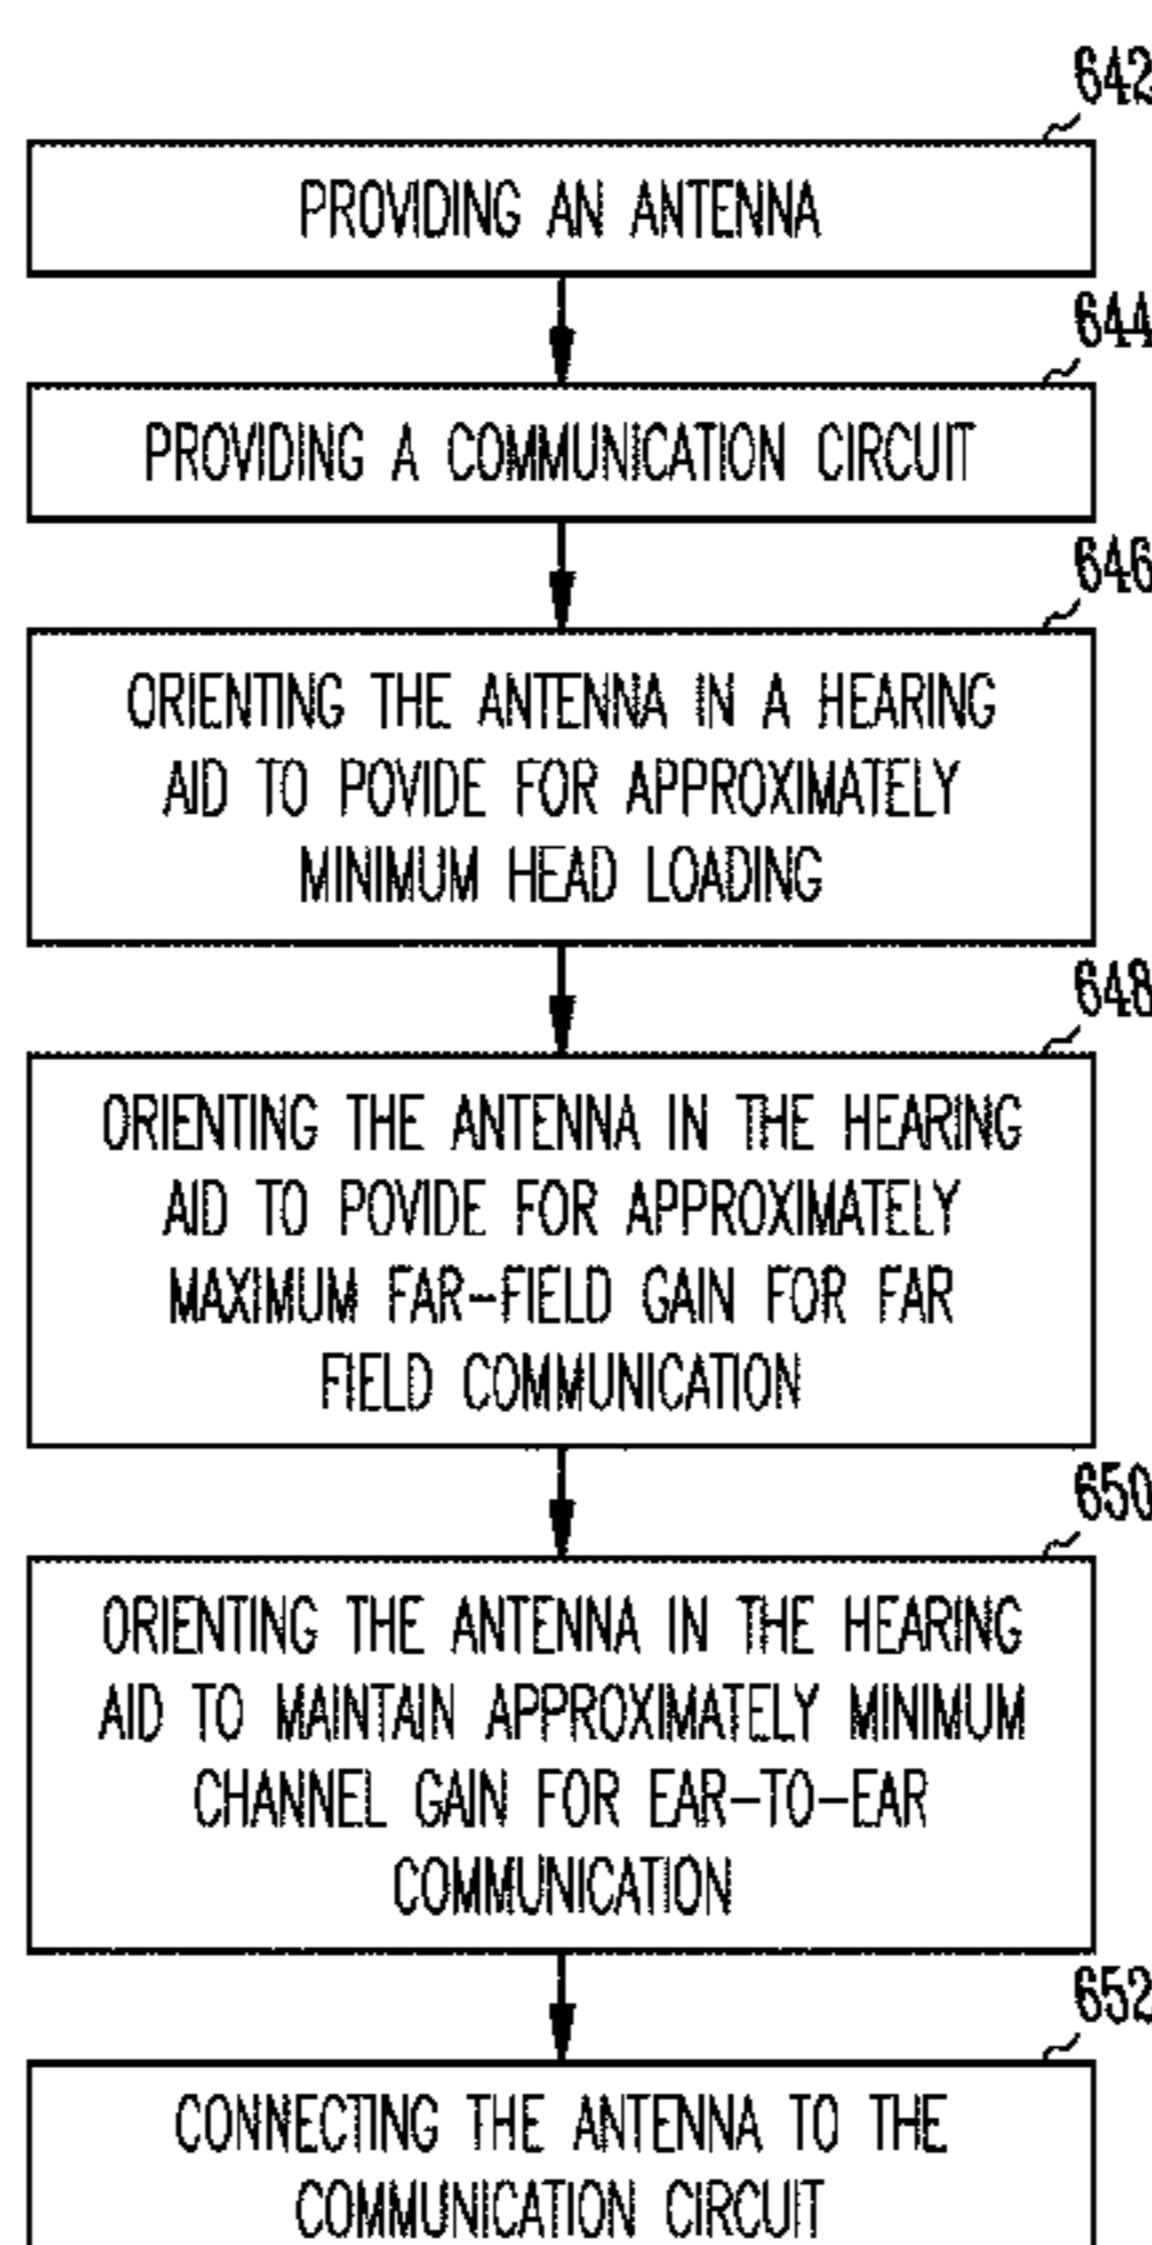 642
PROVIDING AN ANTENNA
644
PROVIDING A COMMUNICATION CIRCUIT
646
ORIENTING THE ANTENNA IN A HEARING
AID TO POVIDE FOR APPROXIMATELY
MINIMUM HEAD LOADING
648
ORIENTING THE ANTENNA IN THE HEARING
AID TO POVIDE FOR APPROXIMATELY
MAXIMUM FAR-FIELD GAIN FOR FAR
FIELD COMMUNICATION
650
ORIENTING THE ANTENNA IN THE HEARING
AID TO MAINTAIN APPROXIMATELY MINIMUM
CHANNEL GAIN FOR EAR-TO-EAR
COMMUNICATION
652
CONNECTING THE ANTENNA TO THE
COMMUNICATION CIRCUIT